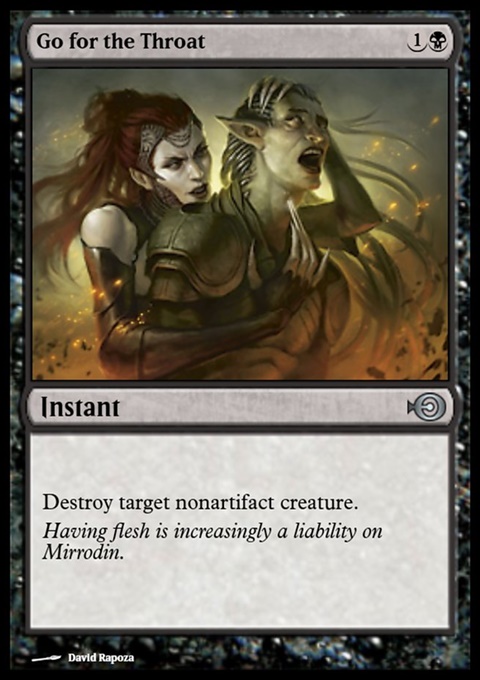 Go for the Throat 1
Instant
Destroy target nonartifact creature.
Having flesh is increasingly a liability on
Mirrodin.
David Rapoza